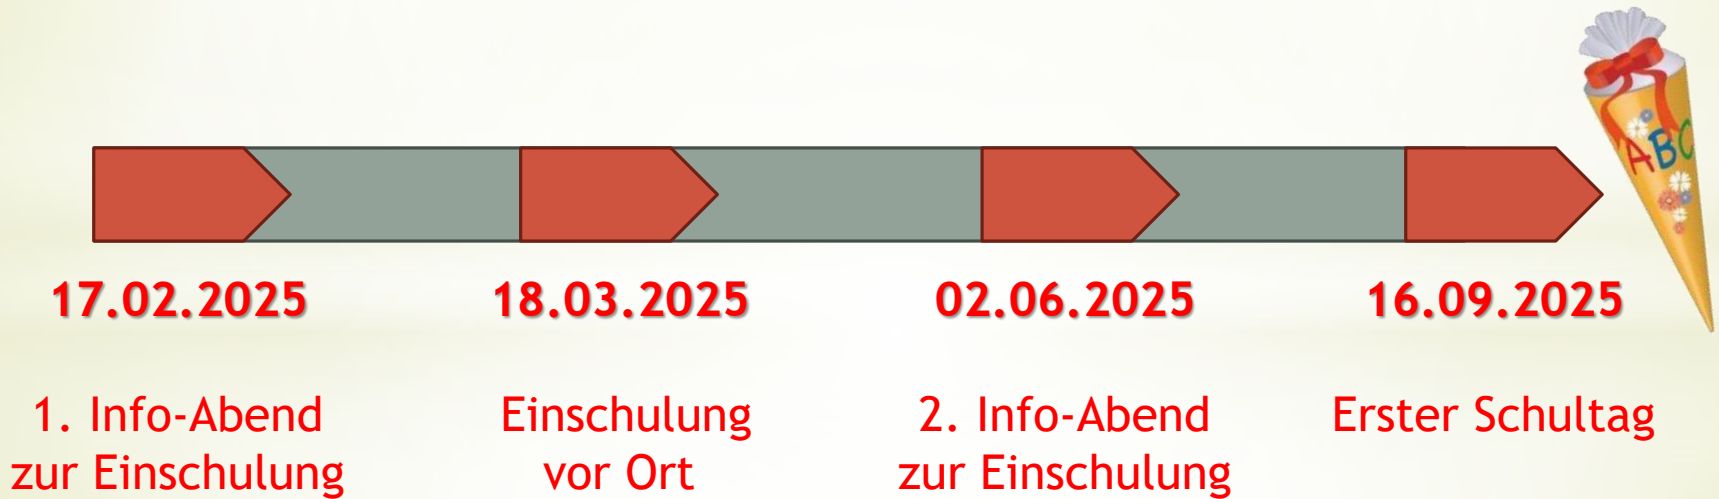 ABC
17.02.2025
18.03.2025
02.06.2025
16.09.2025
1. Info-Abend
zur Einschulung
Einschulung
vor Ort
2. Info-Abend
zur Einschulung
Erster Schultag